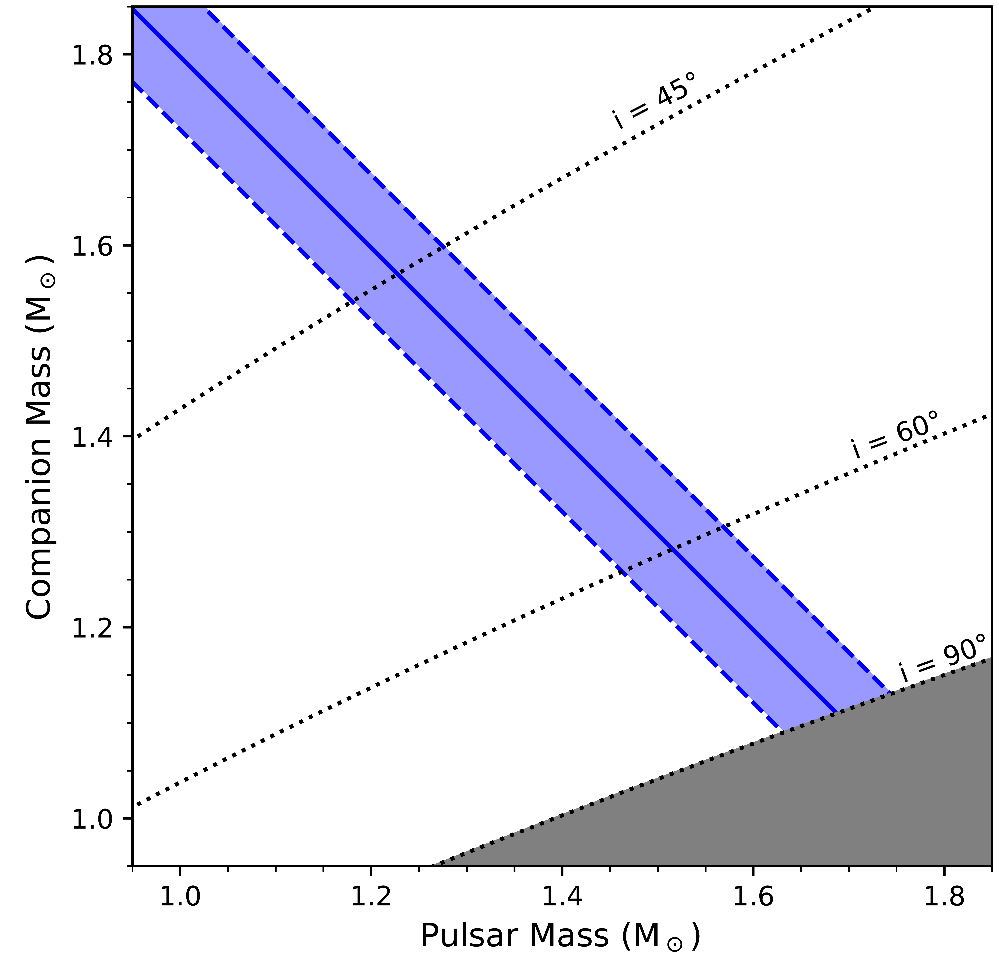 1.8
1.6
1.4
1.2
1.0
Companion Mass (M⊙)
i = 45°
i = 60°
i = 90°
1.0 1.2 1.4 1.6 1.8
Pulsar Mass (M⊙)